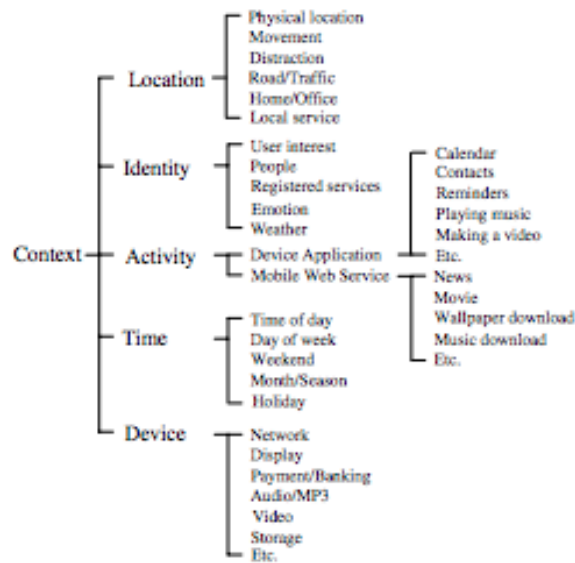 Context
Location
Physical location
Movement
Distraction
Road/Traffic
Home/Office
Local service
Identity
User interest
People
Registered services
Emotion
Weather
Activity
Device Application
Calendar
Contacts
Reminders
Playing music
Making a video
Etc.
Mobile Web Service
News
Movie
Wallpaper download
Music download
Etc.
Time
Time of day
Day of week
Weekend
Month/Season
Holiday
Device
Network
Display
Payment/Banking
Audio/MP3
Video
Storage
Etc.